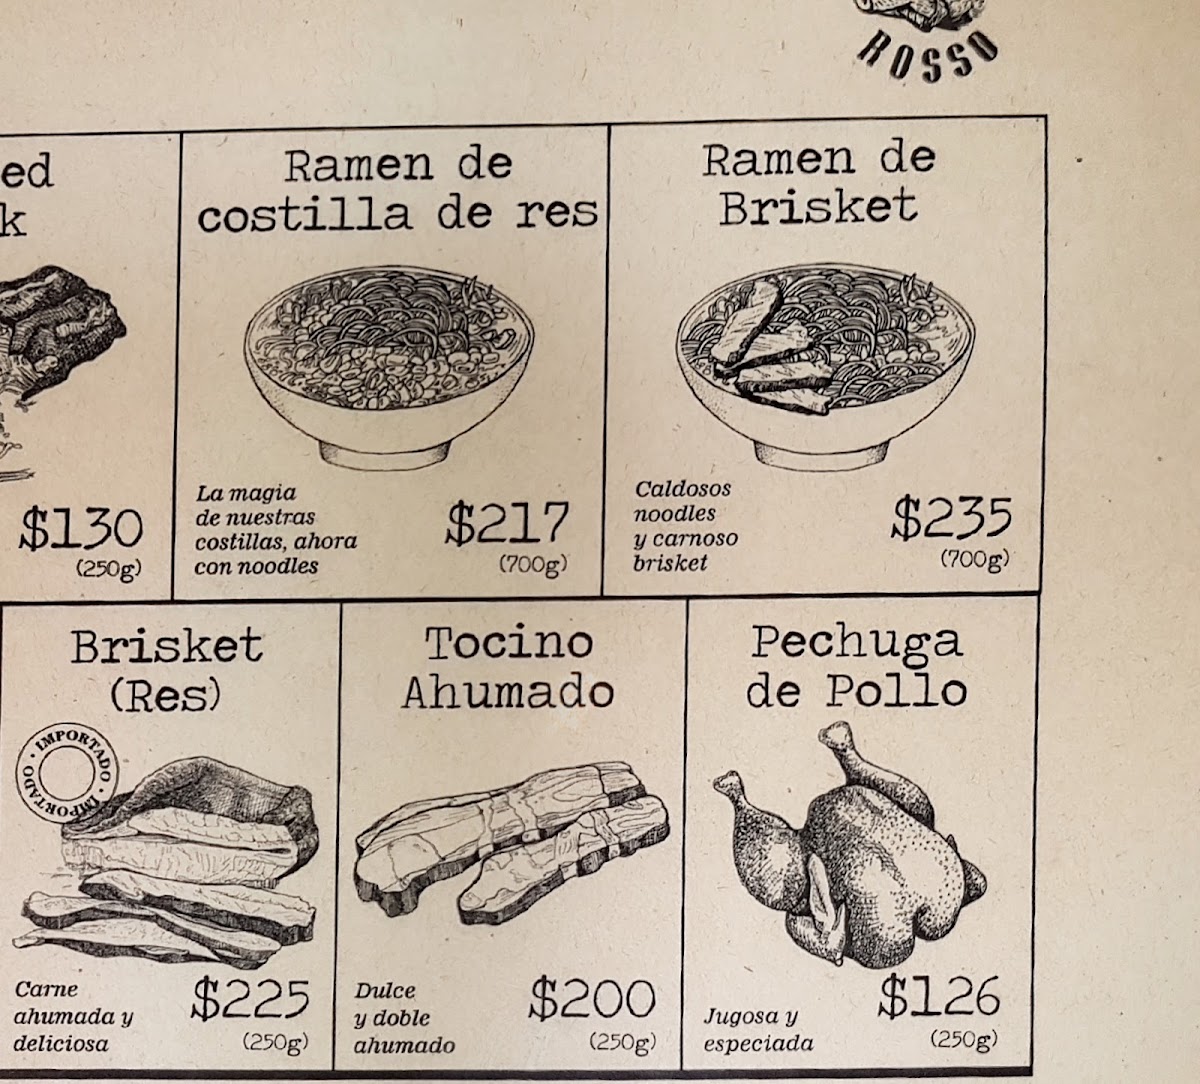 ROSSO
ed
k
$130
(250g)
Ramen de
costilla de res
La magia
de nuestras
costillas, ahora
con noodles
$217
(700g)
Ramen de
Brisket
Caldosos
noodles
y carnoso
brisket
$235
(700g)
Brisket
(Res)
IMPORTADO · IMPORTADO ·
Carne
ahumada y
deliciosa
$225
(250g)
Tocino
Ahumado
Dulce
y doble
ahumado
$200
(250g)
Pechuga
de Pollo
Jugosa y
especiada
$126
(250g)